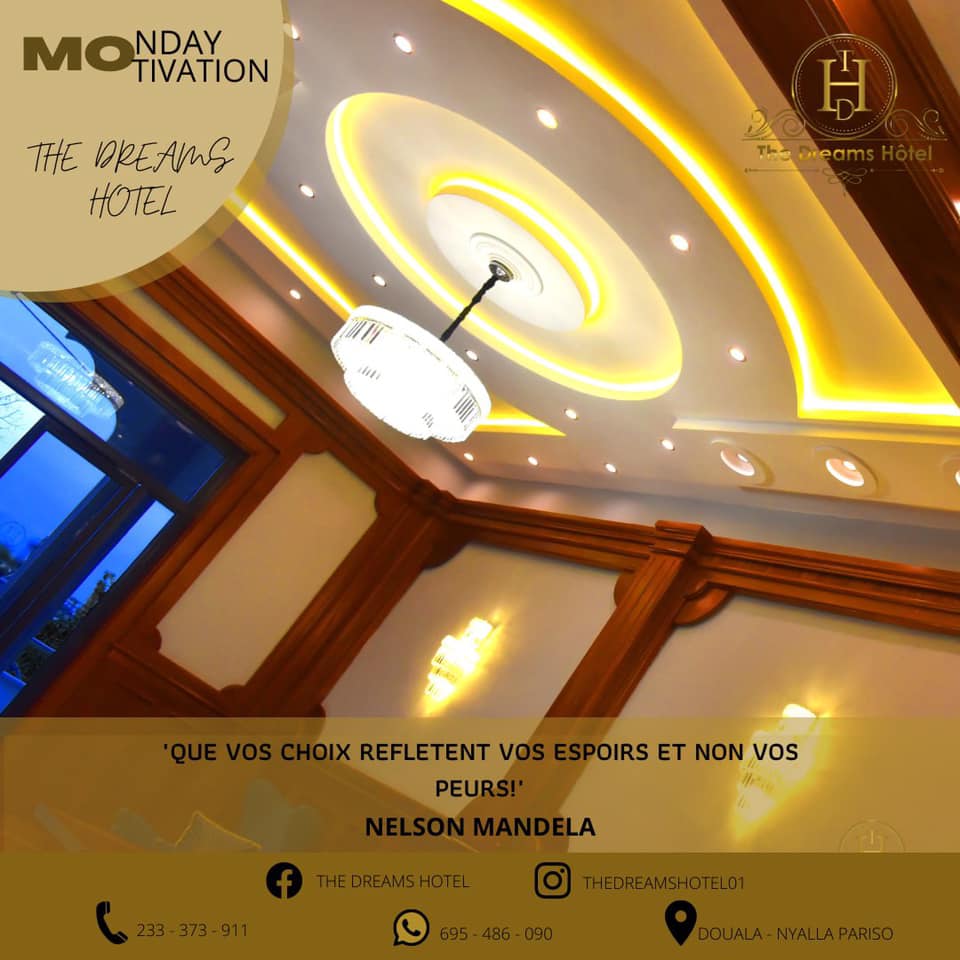 MONDAY
MOTIVATION
THE DREAMS
HOTEL
THD
The Dreams Hôtel
'QUE VOS CHOIX REFLETENT VOS ESPOIRS ET NON VOS
PEURS!'
NELSON MANDELA
THE DREAMS HOTEL
THEDREAMSHOTEL01
233 - 373 - 911
695 - 486 - 090
DOUALA - NYALLA PARISO